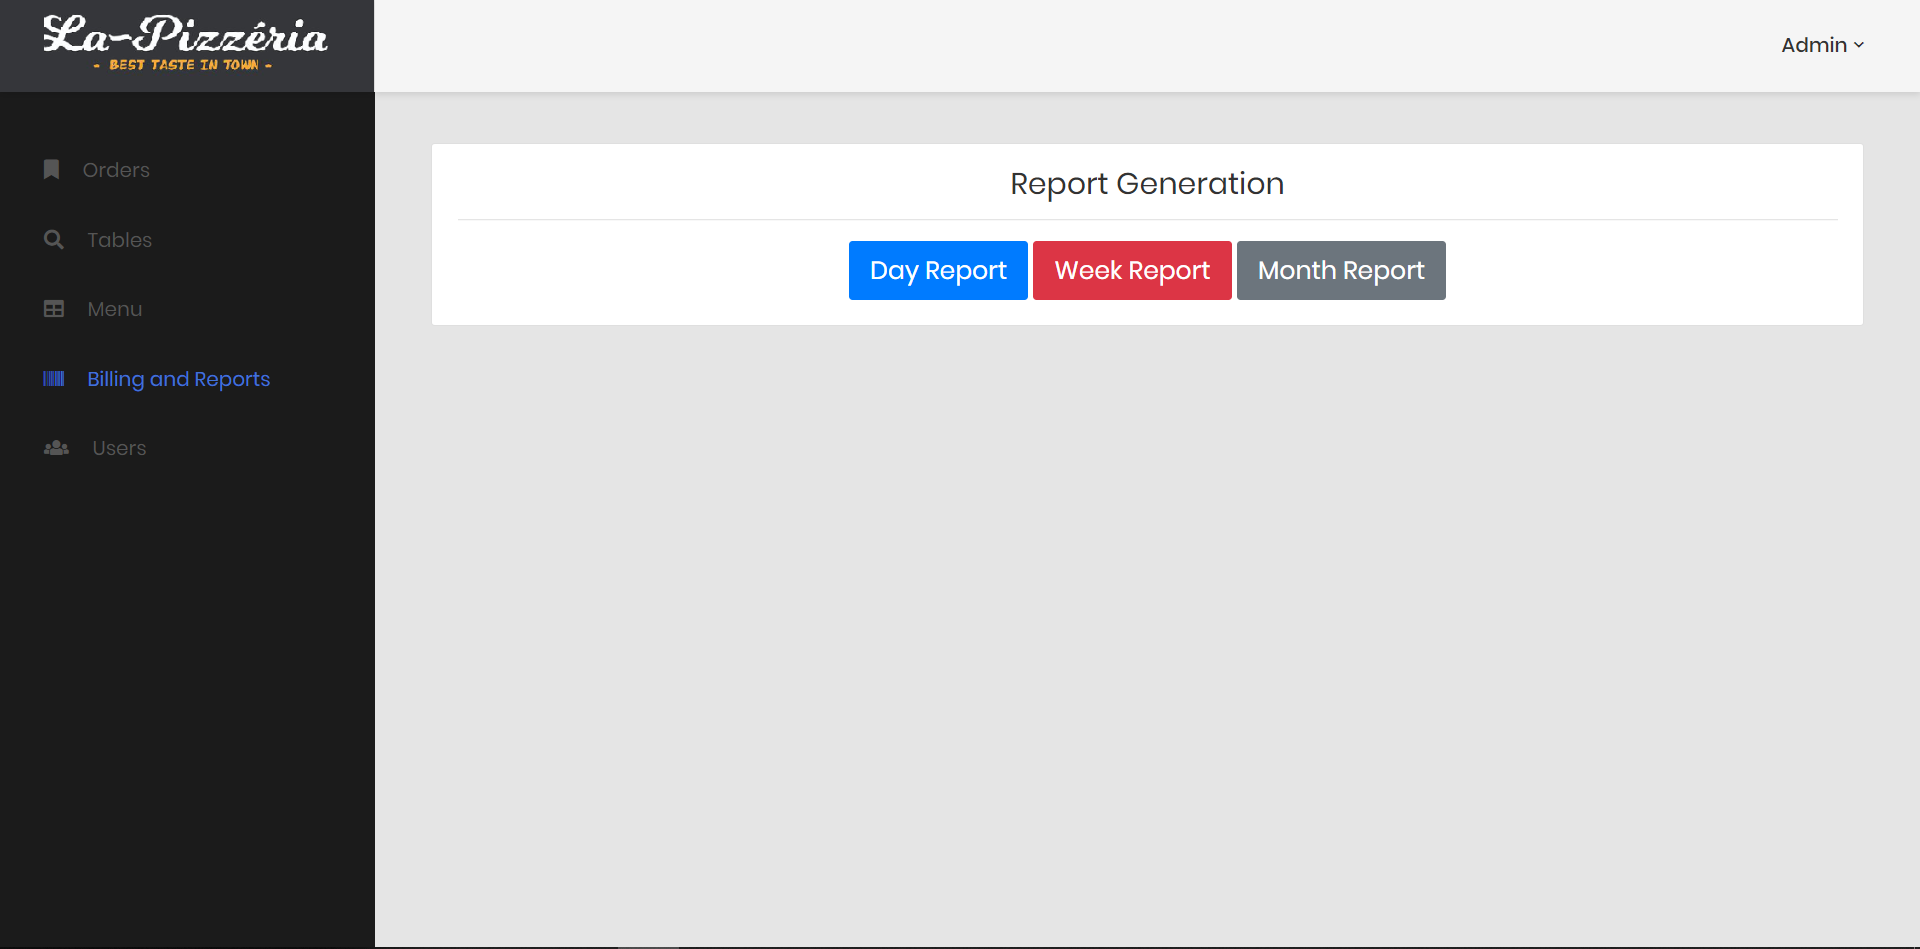 La-Pizzéria
- BEST TASTE IN TOWN -
Admin
Orders
Tables
Menu
Billing and Reports
Users
Report Generation
Day Report
Week Report
Month Report